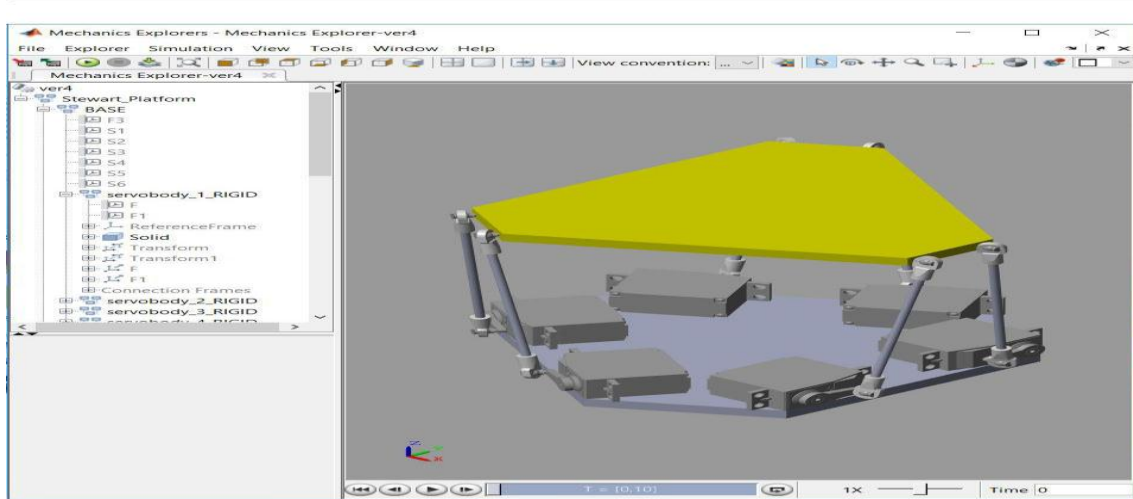 Mechanics Explorers - Mechanics Explorer-ver4
File Explorer Simulation View Tools Window Help
View convention: ...
Mechanics Explorer-ver4
ver4
Stewart_Platform
BASE
F3
S1
S2
S3
S4
S5
S6
servobody_1_RIGID
F
F1
ReferenceFrame
Solid
Transform
Transform1
F
F1
Connection Frames
servobody_2_RIGID
servobody_3_RIGID
servobody_4_RIGID
Z
Y
X
T = [0,10]
1X
Time 0